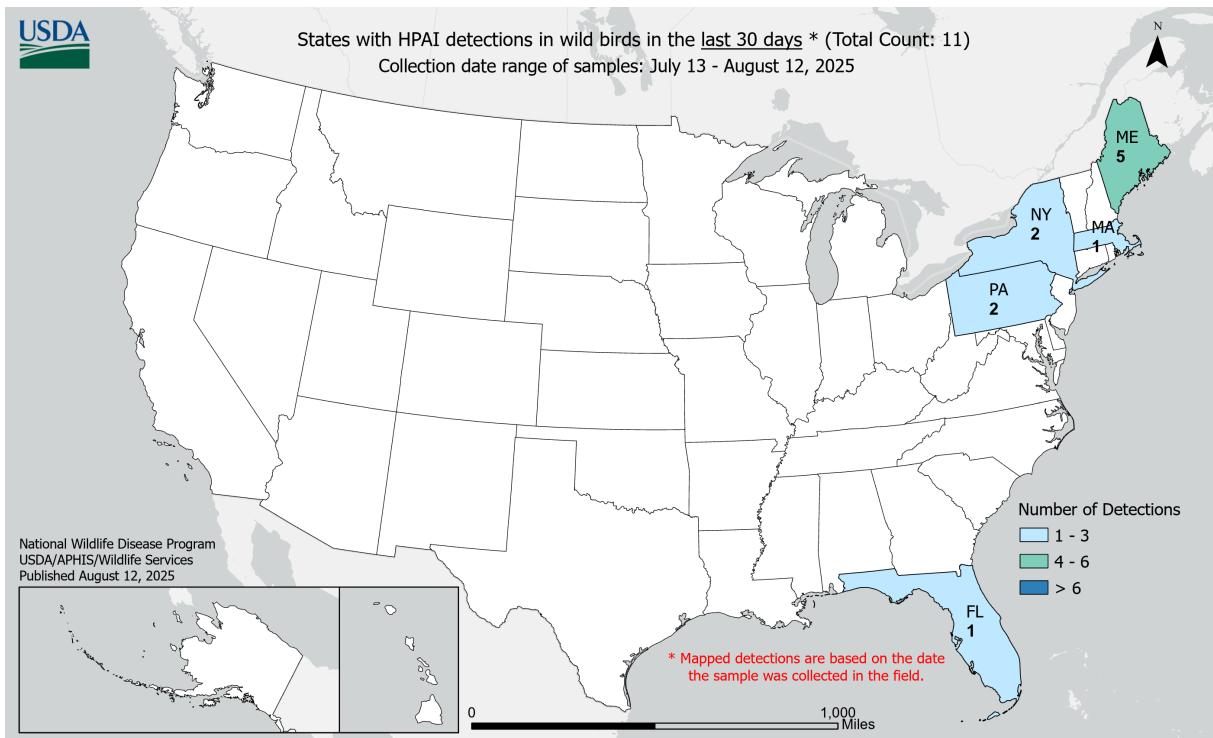 USDA
States with HPAI detections in wild birds in the last 30 days * (Total Count: 11)
Collection date range of samples: July 13 - August 12, 2025
N
ME
5
NY
2
MA
1
PA
2
Number of Detections
1 - 3
4 - 6
> 6
National Wildlife Disease Program
USDA/APHIS/Wildlife Services
Published August 12, 2025
FL
1
* Mapped detections are based on the date
the sample was collected in the field.
0
1,000
Miles